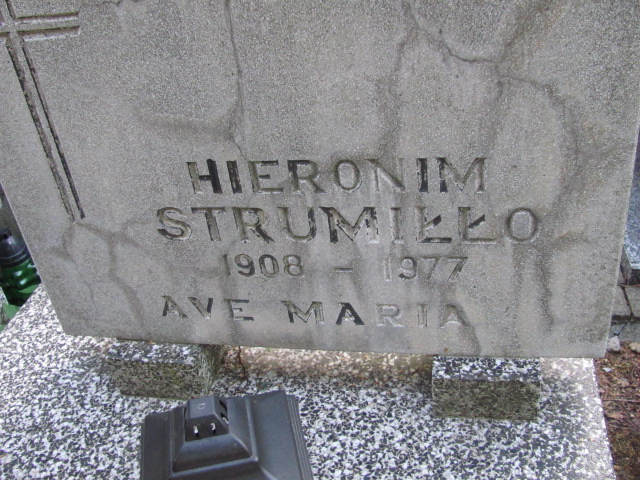 HIERONIM
STRUMIŁŁO
1908 - 1977
AVE MARIA